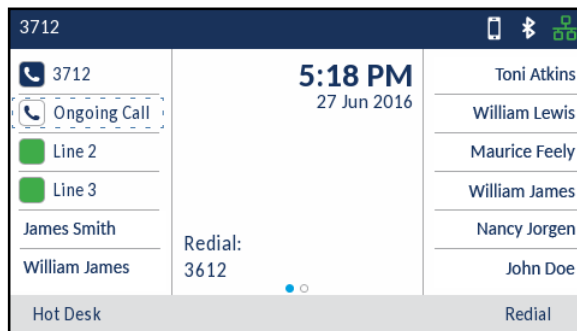 3712
3712
Ongoing Call
Line 2
Line 3
James Smith
William James
5:18 PM
27 Jun 2016
Redial:
3612
Toni Atkins
William Lewis
Maurice Feely
William James
Nancy Jorgen
John Doe
Hot Desk
Redial